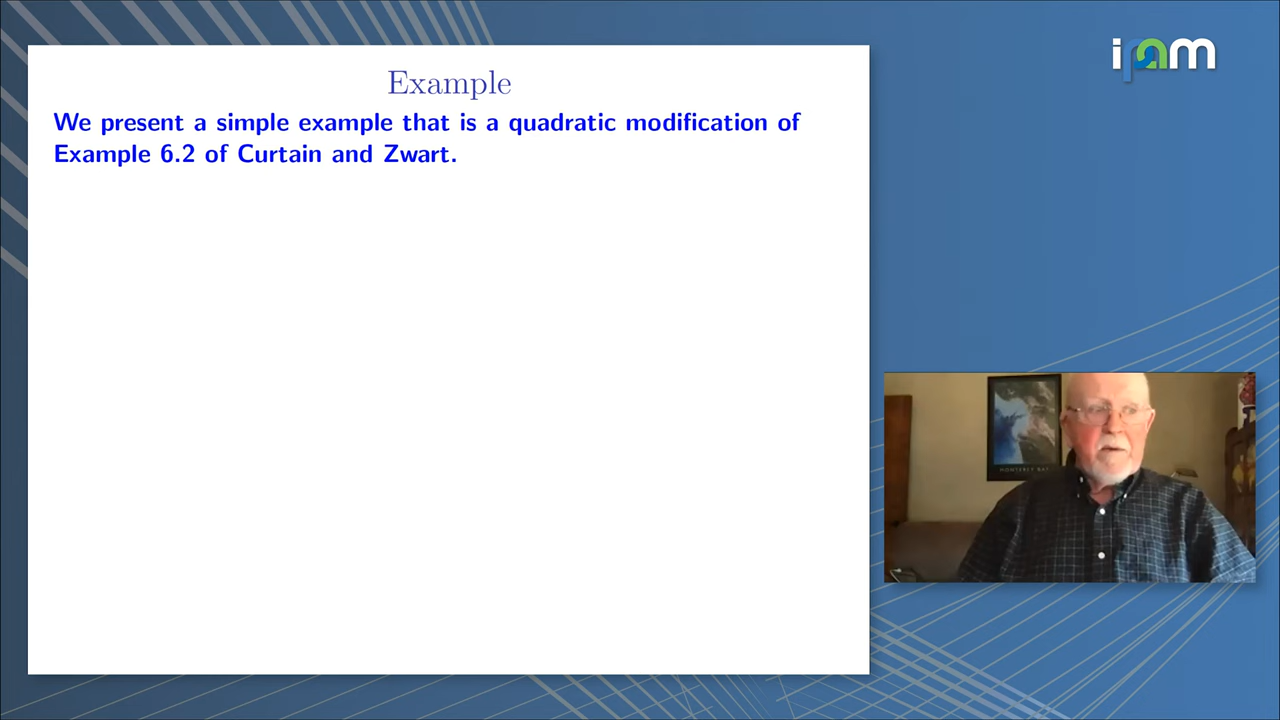 ipam
Example
We present a simple example that is a quadratic modification of
Example 6.2 of Curtain and Zwart.
MONTEREY BAY